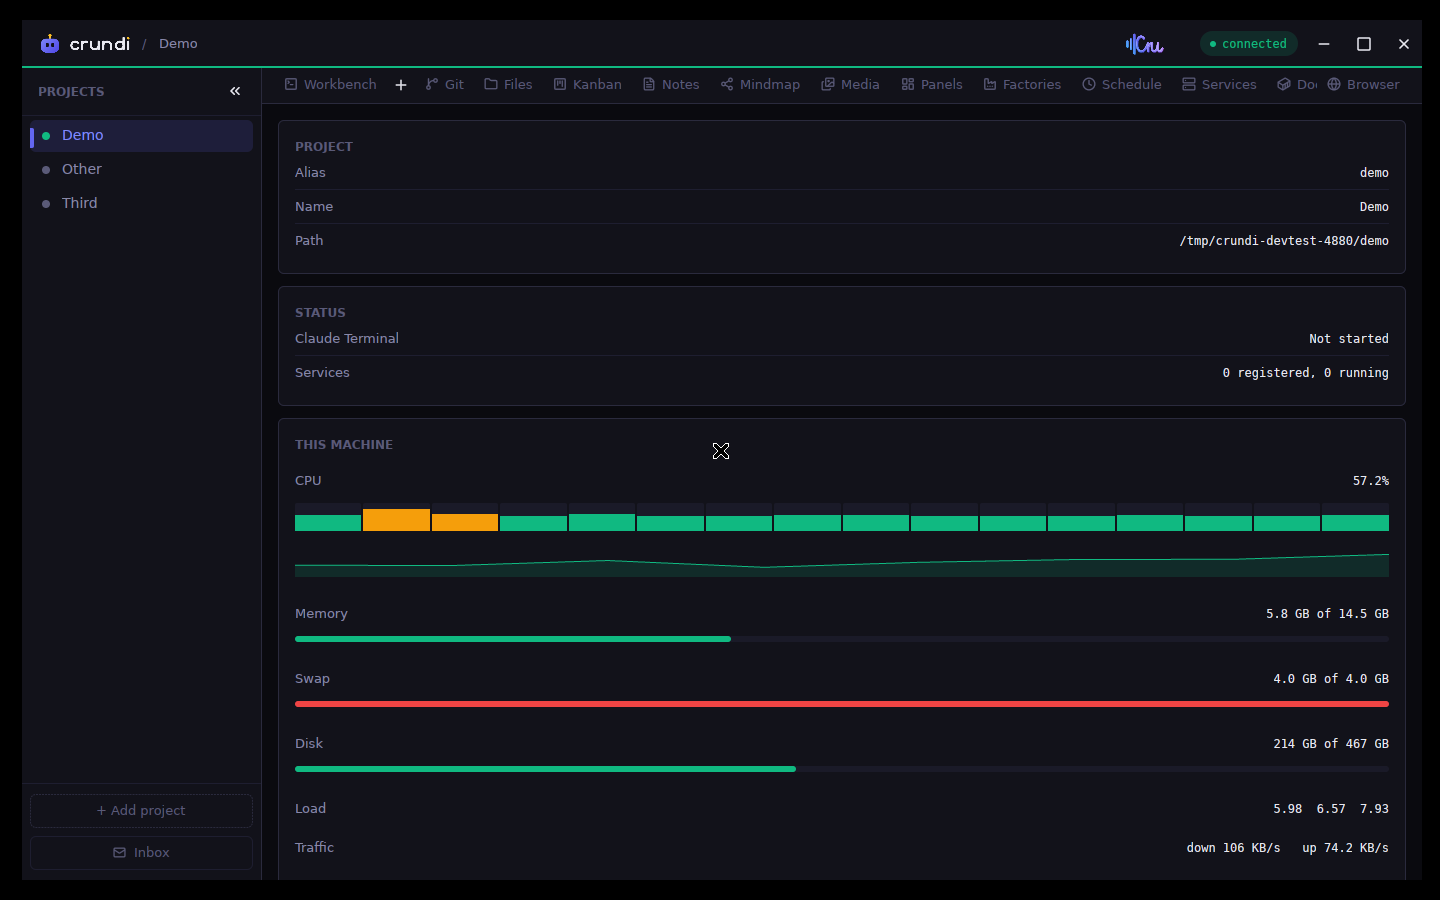 crundi / Demo
Cru
connected
PROJECTS
Workbench + Git Files Kanban Notes Mindmap Media Panels Factories Schedule Services Doc Browser
Demo
Other
Third
PROJECT
Alias demo
Name Demo
Path /tmp/crundi-devtest-4880/demo
STATUS
Claude Terminal Not started
Services 0 registered, 0 running
THIS MACHINE
CPU 57.2%
Memory 5.8 GB of 14.5 GB
Swap 4.0 GB of 4.0 GB
Disk 214 GB of 467 GB
Load 5.98 6.57 7.93
Traffic down 106 KB/s up 74.2 KB/s
+ Add project
Inbox